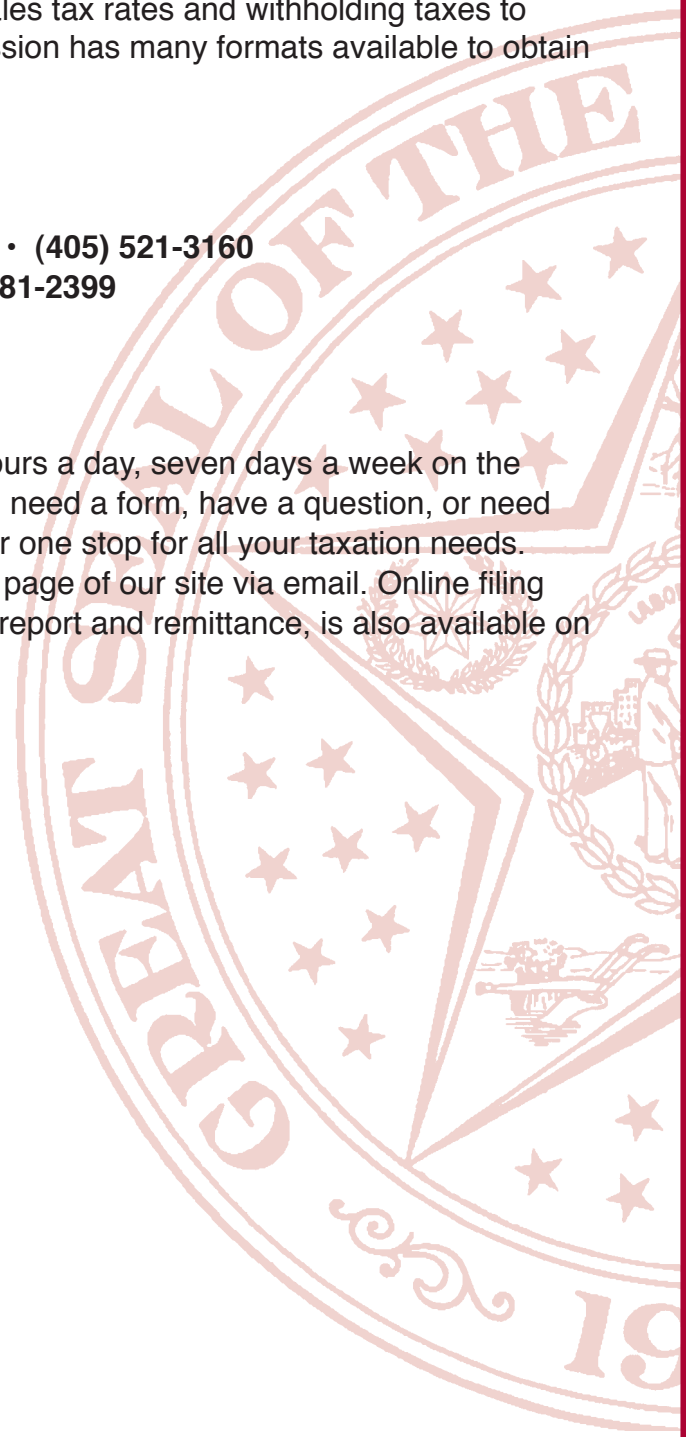 ales tax rates and withholding taxes to
ssion has many formats available to obtain
• (405) 521-3160
81-2399
ours a day, seven days a week on the
need a form, have a question, or need
r one stop for all your taxation needs.
page of our site via email. Online filing
report and remittance, is also available on
GREAT SEAL OF THE
LABOR
19